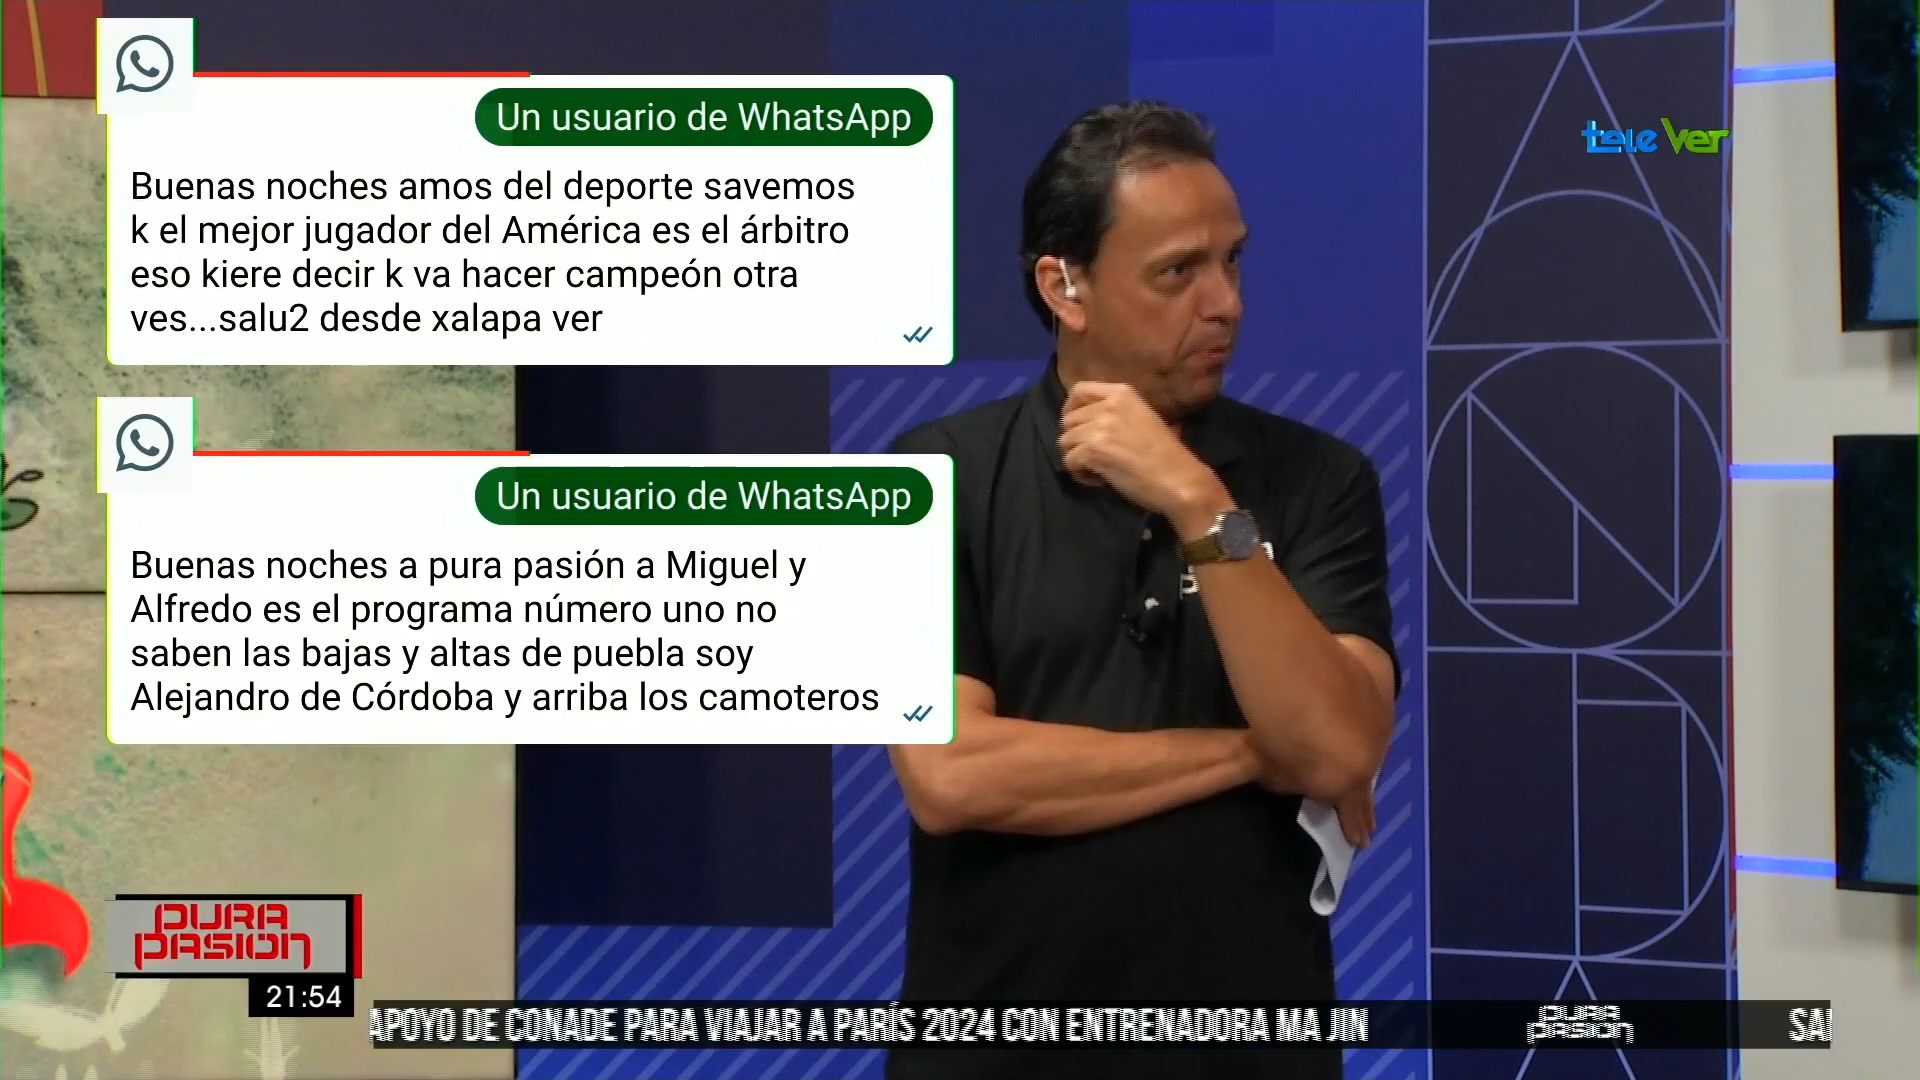 Un usuario de WhatsApp
Buenas noches amos del deporte savemos
k el mejor jugador del América es el árbitro
eso kiere decir k va hacer campeón otra
ves...salu2 desde xalapa ver
tele Ver
Un usuario de WhatsApp
Buenas noches a pura pasión a Miguel y
Alfredo es el programa número uno no
saben las bajas y altas de puebla soy
Alejandro de Córdoba y arriba los camoteros
PURA
PASION
21:54
APOYO DE CONADE PARA VIAJAR A PARÍS 2024 CON ENTRENADORA MA JIN
PURA
PASION